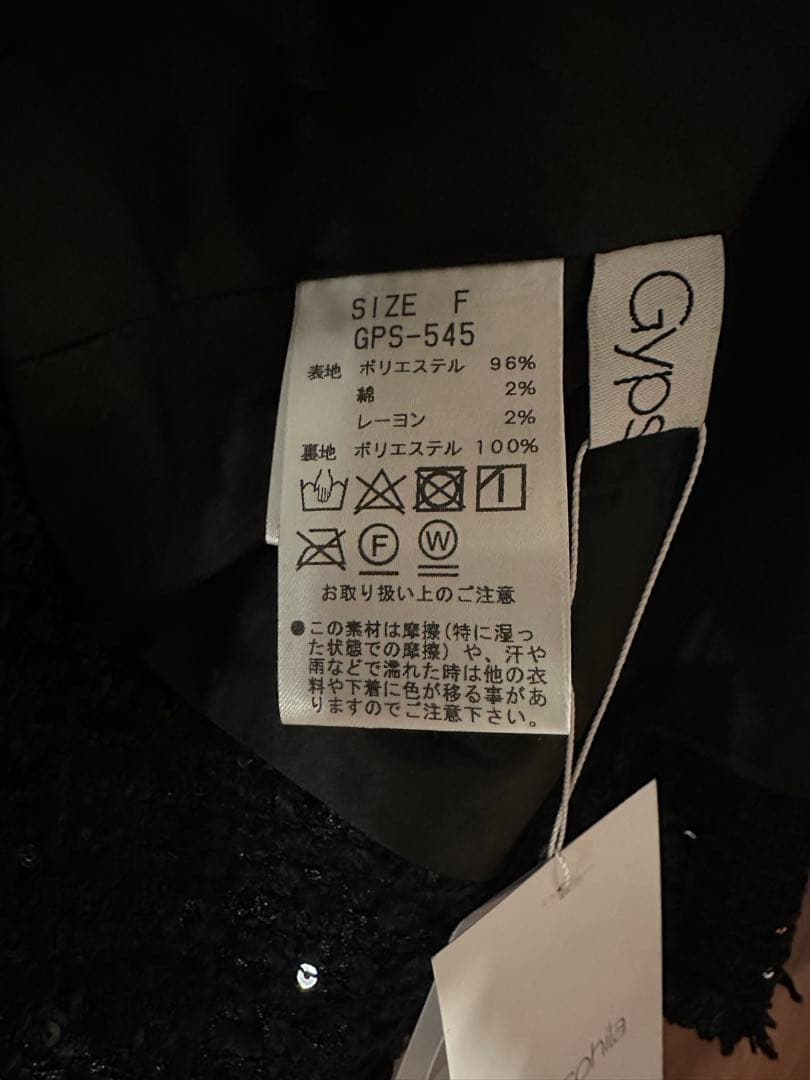 SIZE F
GPS-545
表地 ポリエステル 96%
綿 2%
レーヨン 2%
裏地 ポリエステル 100%
F W
お取り扱い上のご注意
●この素材は摩擦(特に湿っ
た状態での摩擦)や、汗や
雨などで濡れた時は他の衣
料や下着に色が移る事があ
りますのでご注意下さい。
Gyps